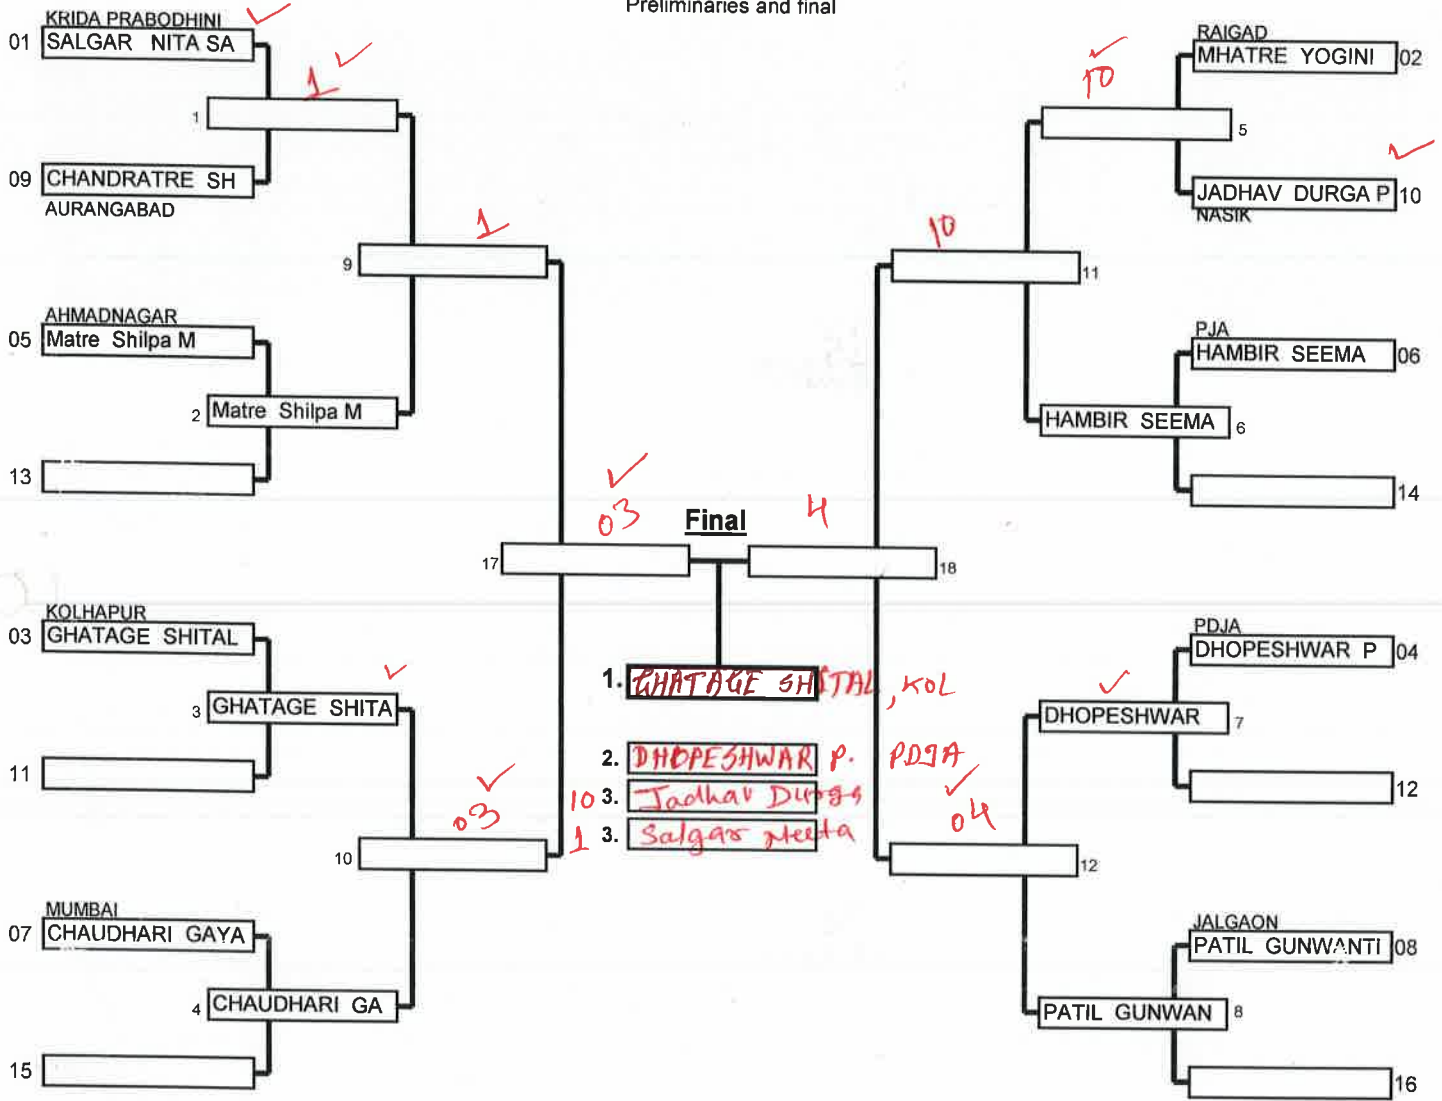 Preliminaries and final
KRIDA PRABODHINI
01 SALGAR NITA SA
1
1
09 CHANDRATRE SH
AURANGABAD
1
9
AHMADNAGAR
05 Matre Shilpa M
2 Matre Shilpa M
13
03
17
KOLHAPUR
03 GHATAGE SHITAL
3 GHATAGE SHITA
11
03
10
MUMBAI
07 CHAUDHARI GAYA
4 CHAUDHARI GA
15
Final
1. GHATAGE SHITAL, KOL
2. DHOPESHWAR P. PDJA
10 3. Jadhav Durga
1 3. Salgar Neeta
RAIGAD
MHATRE YOGINI 02
10
5
JADHAV DURGA P 10
NASIK
10
11
PJA
HAMBIR SEEMA 06
HAMBIR SEEMA 6
14
4
18
PDJA
DHOPESHWAR P 04
DHOPESHWAR 7
12
04
12
JALGAON
PATIL GUNWANTI 08
PATIL GUNWAN 8
16